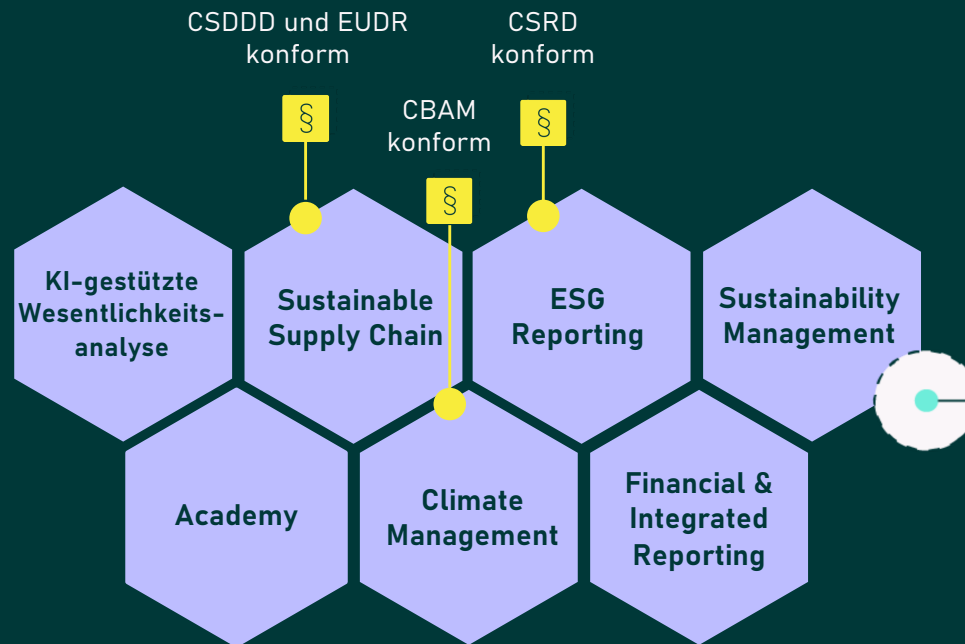 CSDDD und EUDR
konform
CSRD
konform
§
CBAM
konform
§
§
KI-gestützte
Wesentlichkeits-
analyse
Sustainable
Supply Chain
ESG
Reporting
Sustainability
Management
Academy
Climate
Management
Financial &
Integrated
Reporting